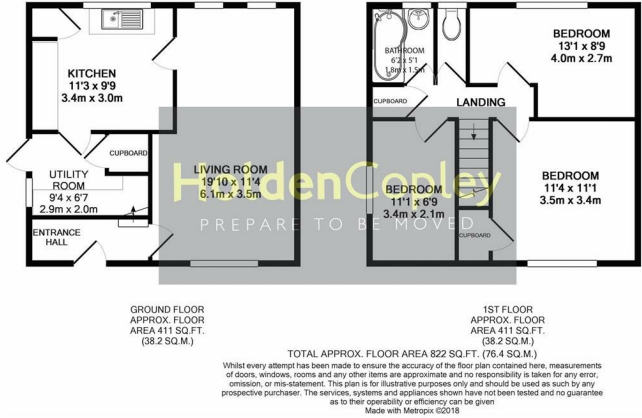 KITCHEN
11'3 x 9'9
3.4m x 3.0m
CUPBOARD
UTILITY
ROOM
9'4 x 6'7
2.9m x 2.0m
ENTRANCE
HALL
LIVING ROOM
19'10 x 11'4
6.1m x 3.5m
BATHROOM
6'2 x 5'1
1.8m x 1.5m
BEDROOM
13'1 x 8'9
4.0m x 2.7m
CUPBOARD
LANDING
BEDROOM
11'1 x 6'9
3.4m x 2.1m
BEDROOM
11'4 x 11'1
3.5m x 3.4m
CUPBOARD
HoldenCopley
PREPARE TO BE MOVED
GROUND FLOOR
APPROX. FLOOR
AREA 411 SQ.FT.
(38.2 SQ.M.)
1ST FLOOR
APPROX. FLOOR
AREA 411 SQ.FT.
(38.2 SQ.M.)
TOTAL APPROX. FLOOR AREA 822 SQ.FT. (76.4 SQ.M.)
Whilst every attempt has been made to ensure the accuracy of the floor plan contained here, measurements
of doors, windows, rooms and any other items are approximate and no responsibility is taken for any error,
omission, or mis-statement. This plan is for illustrative purposes only and should be used as such by any
prospective purchaser. The services, systems and appliances shown have not been tested and no guarantee
as to their operability or efficiency can be given
Made with Metropix ©2018